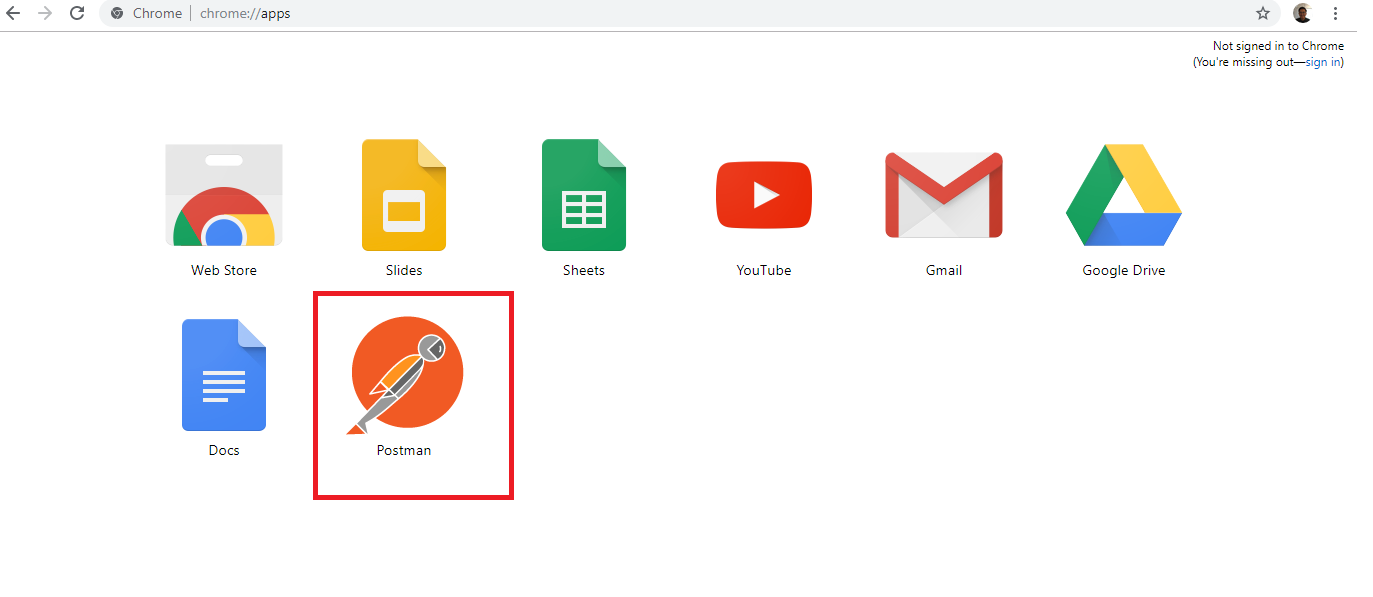 Chrome chrome://apps
Not signed in to Chrome
(You're missing out—sign in)
Web Store Slides Sheets YouTube Gmail Google Drive
Docs Postman